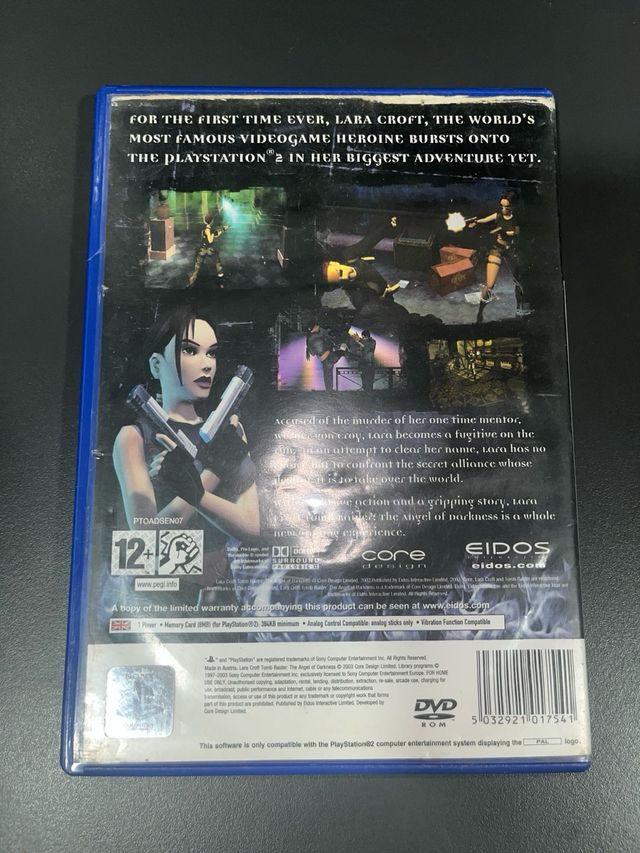 FOR THE FIRST TIME EVER, LARA CROFT, THE WORLD'S
MOST FAMOUS VIDEOGAME HEROINE BURSTS ONTO
THE PLAYSTATION®2 IN HER BIGGEST ADVENTURE YET.
Accused of the murder of her one time mentor,
von Croy, Lara becomes a fugitive on the
In an attempt to clear her name, Lara has no
but to confront the secret alliance whose
is to take over the world.
action and a gripping story, Lara
The Angel of Darkness is a whole
experience.
PTOADSEN07
12+
www.pegi.info
DOLBY
SURROUND
PRO LOGIC II
core
design
EIDOS
eidos.com
A copy of the limited warranty accompanying this product can be seen at www.eidos.com
1 Player • Memory Card (8MB) (for PlayStation®2): 384KB minimum • Analog Control Compatible: analog sticks only • Vibration Function Compatible
" and "PlayStation" are registered trademarks of Sony Computer Entertainment Inc. All Rights Reserved.
Made in Austria. Lara Croft Tomb Raider: The Angel of Darkness © 2003 Core Design Limited. Library programs ©
1997-2003 Sony Computer Entertainment Inc. exclusively licensed to Sony Computer Entertainment Europe. FOR HOME
USE ONLY. Unauthorised copying, adaptation, rental, lending, distribution, extraction, re-sale, arcade use, charging for
use, broadcast, public performance and internet, cable or any telecommunications
transmission, access or use of this product or any trademark or copyright work that forms
part of this product are prohibited. Published by Eidos Interactive Limited. Developed by
Core Design Limited.
DVD
ROM
5 032921 017541
This software is only compatible with the PlayStation®2 computer entertainment system displaying the PAL logo.